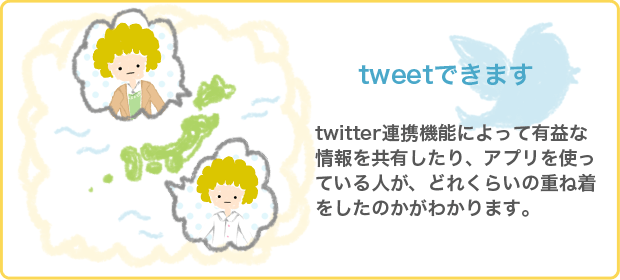 tweetできます
twitter連携機能によって有益な
情報を共有したり、アプリを使っ
ている人が、どれくらいの重ね着
をしたのかがわかります。